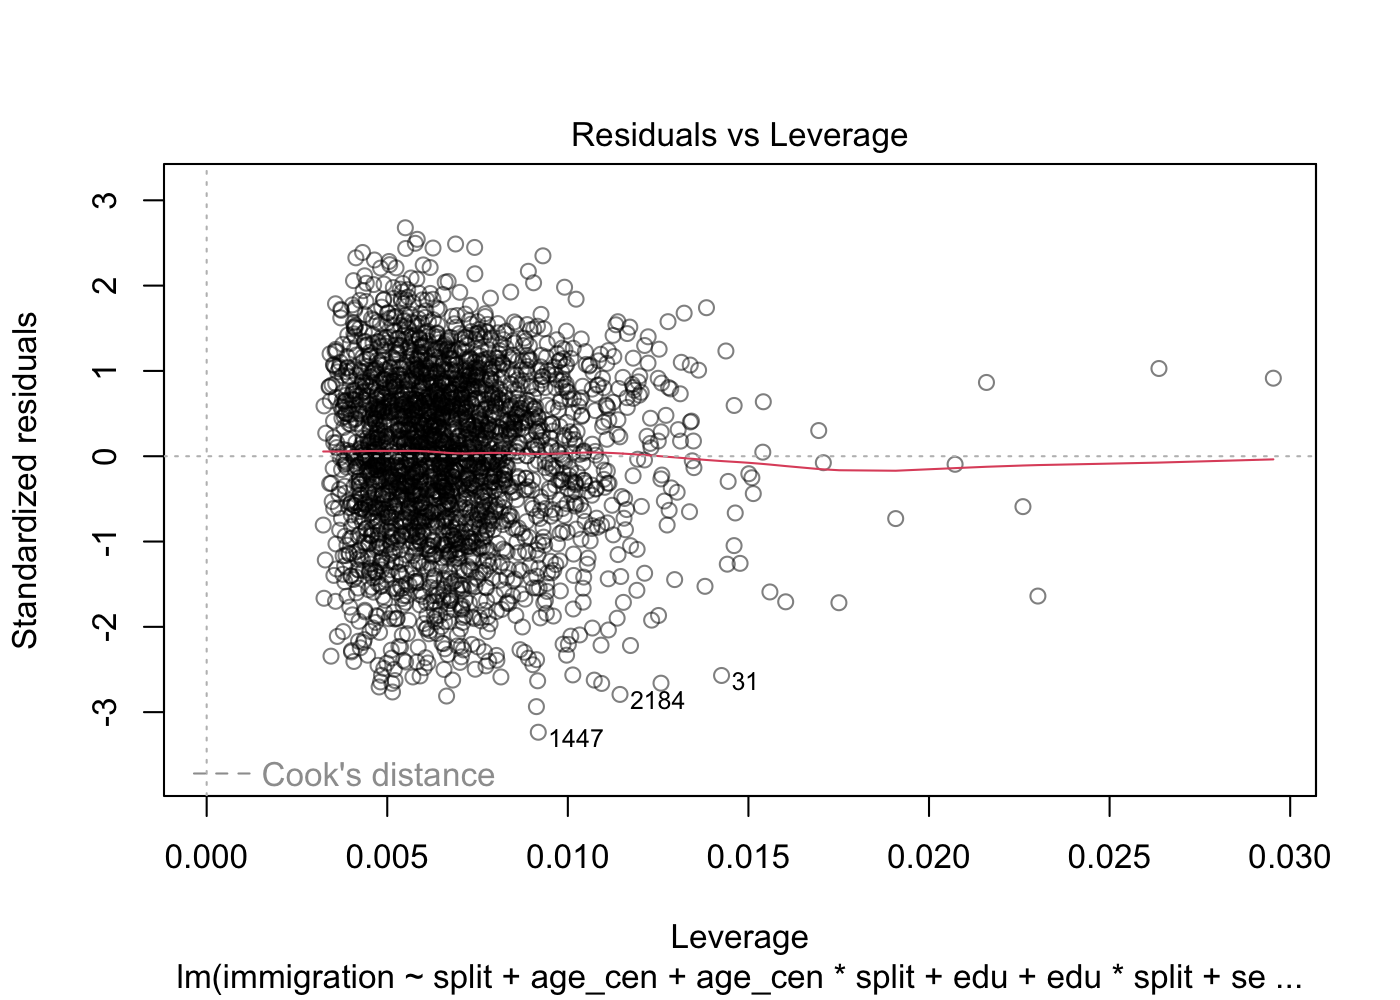 Residuals vs Leverage
Standardized residuals
3
2
1
0
-1
-2
-3
31
2184
1447
Cook's distance
0.000 0.005 0.010 0.015 0.020 0.025 0.030
Leverage
lm(immigration ~ split + age_cen + age_cen * split + edu + edu * split + se ...